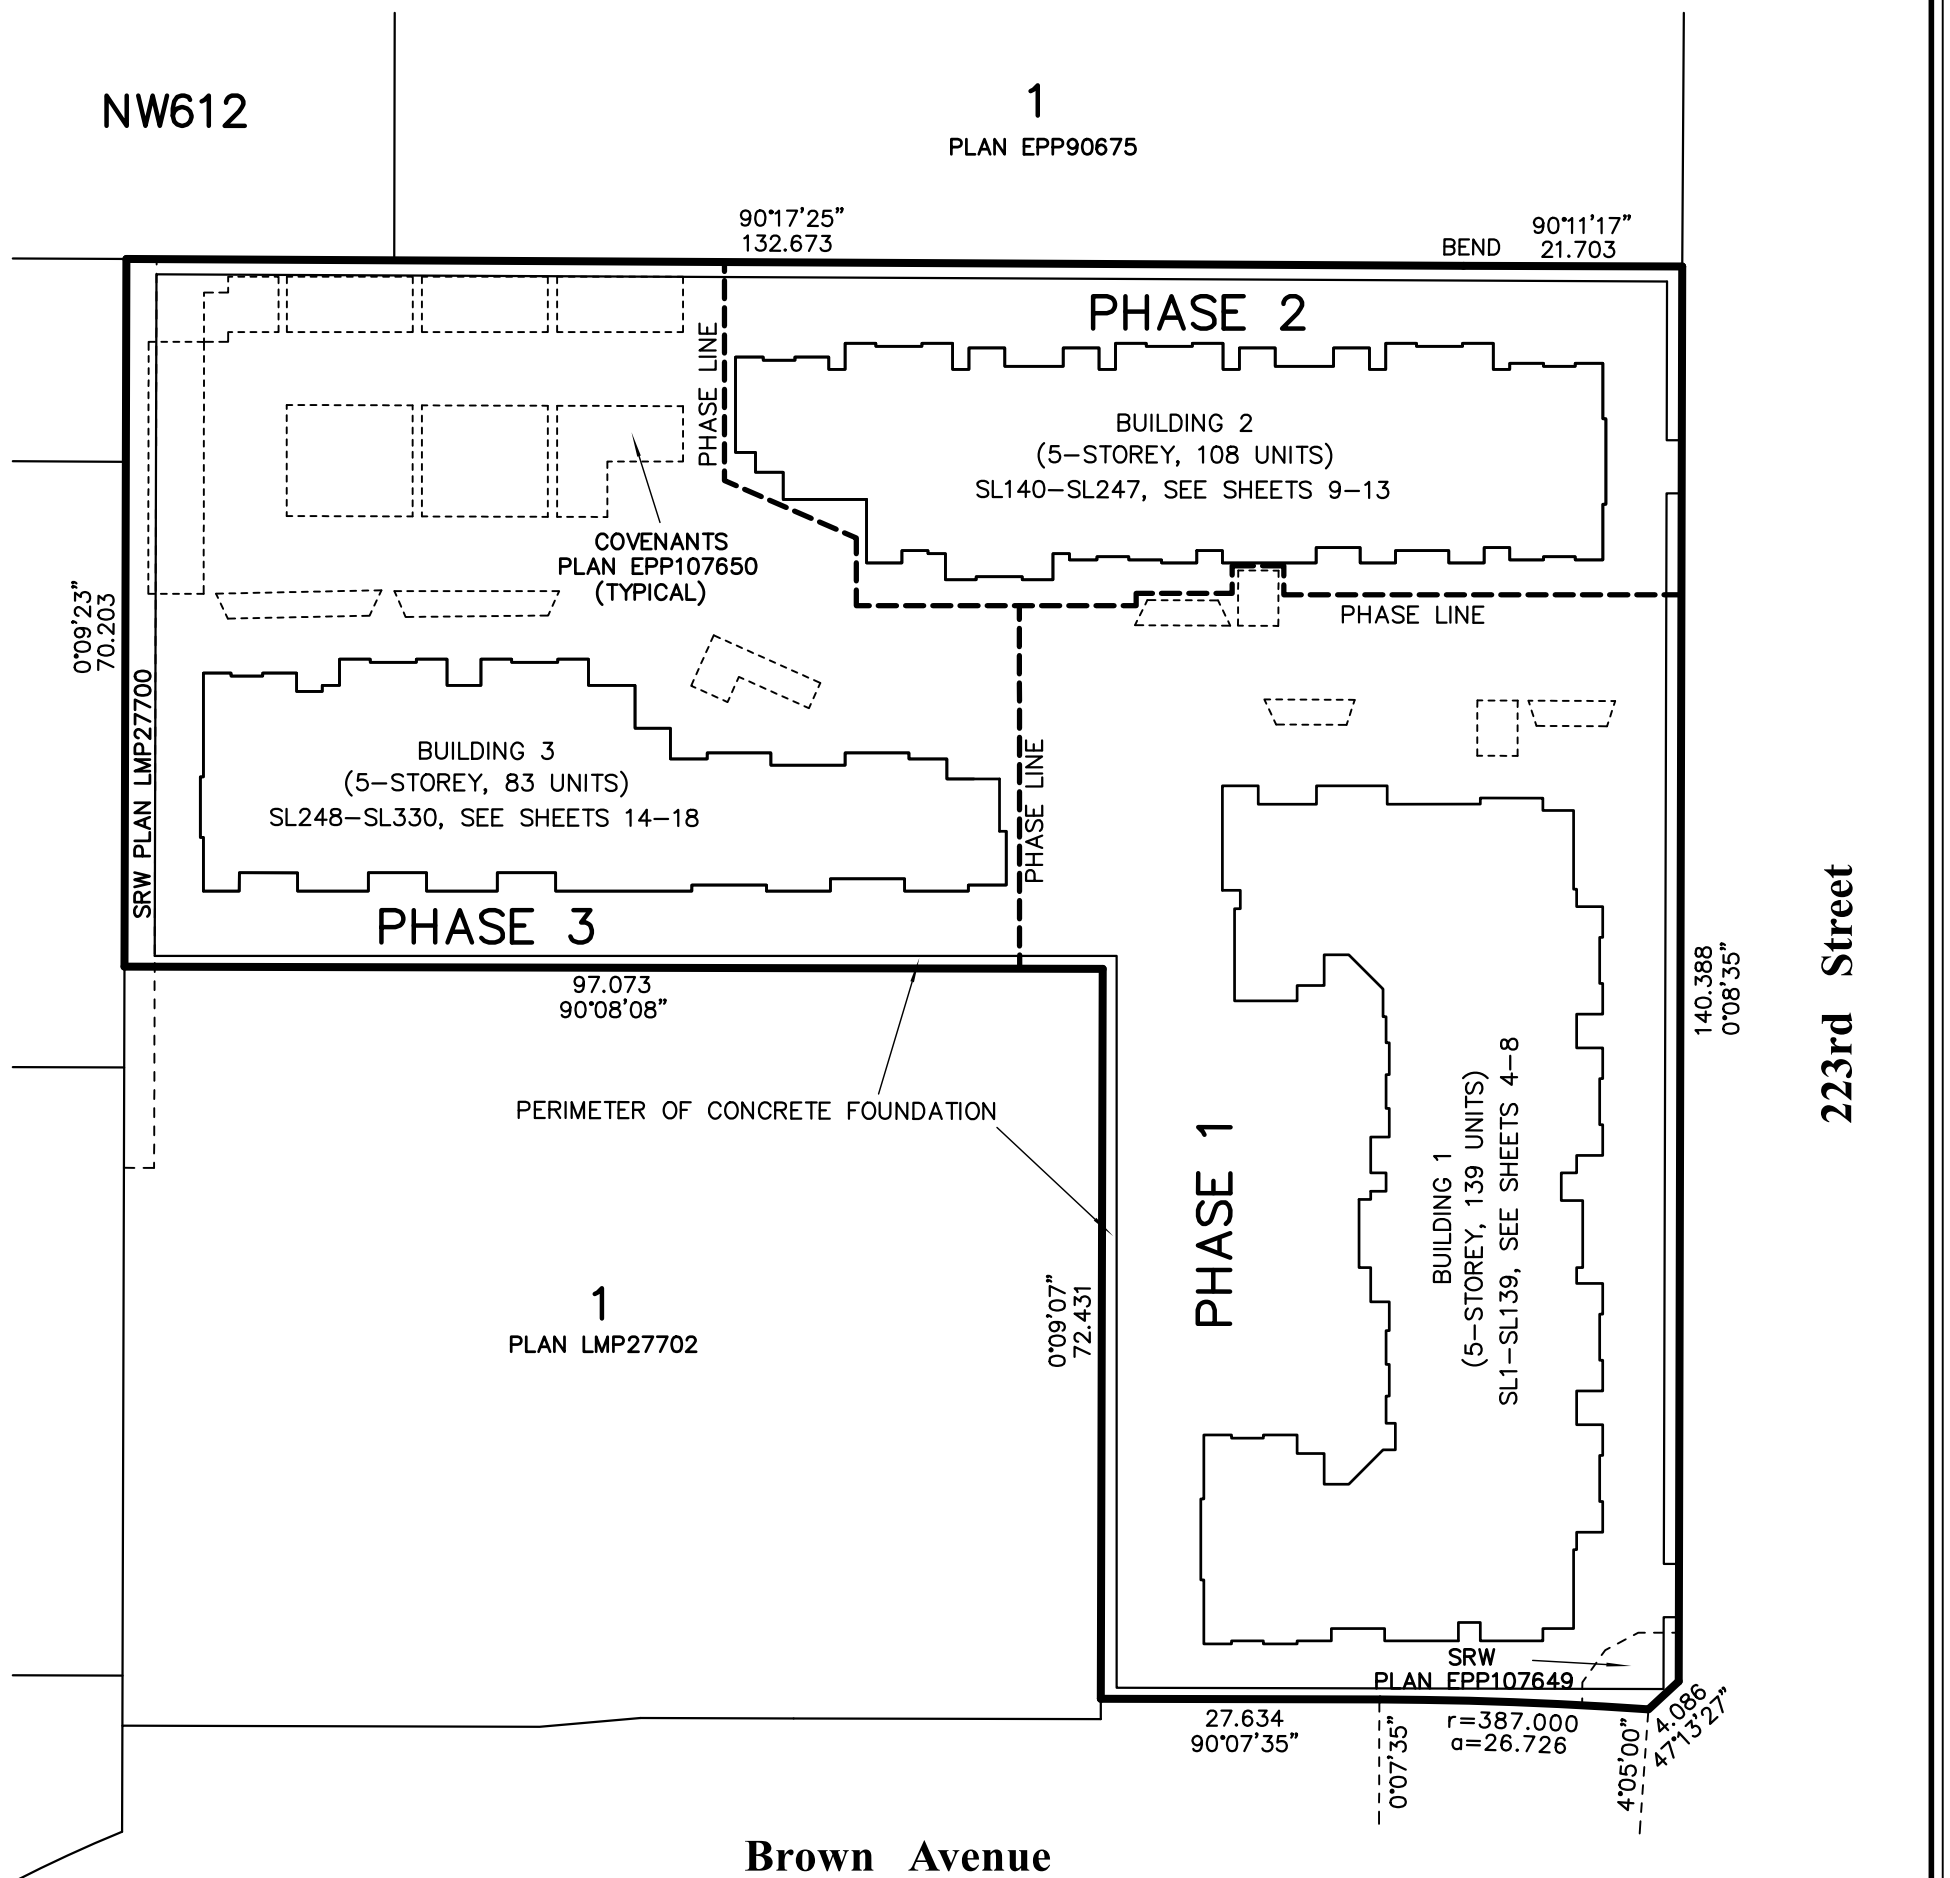 NW612
1
PLAN EPP90675
90°17'25"
132.673
BEND
90°11'17"
21.703
PHASE 2
PHASE LINE
BUILDING 2
(5-STOREY, 108 UNITS)
SL140-SL247, SEE SHEETS 9-13
COVENANTS
PLAN EPP107650
(TYPICAL)
PHASE LINE
0°09'23"
70.203
SRW PLAN LMP27700
BUILDING 3
(5-STOREY, 83 UNITS)
SL248-SL330, SEE SHEETS 14-18
PHASE LINE
PHASE 3
97.073
90°08'08"
140.388
0°08'35"
223rd Street
PERIMETER OF CONCRETE FOUNDATION
PHASE 1
BUILDING 1
(5-STOREY, 139 UNITS)
SL1-SL139, SEE SHEETS 4-8
0°09'07"
72.431
1
PLAN LMP27702
SRW
PLAN EPP107649
27.634
90°07'35"
0°07'35"
r=387.000
a=26.726
4°05'00"
4.086
47°13'27"
Brown Avenue